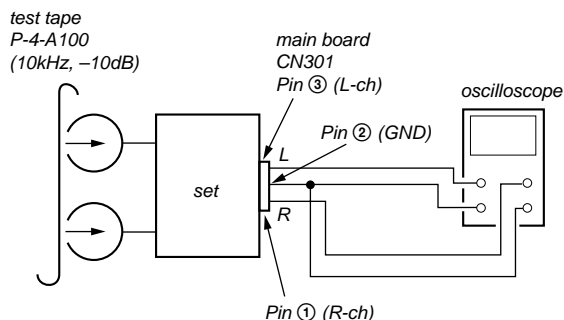 test tape
P-4-A100
(10kHz, –10dB)
main board
CN301
Pin ③ (L-ch)
oscilloscope
Pin ② (GND)
L
set
R
Pin ① (R-ch)